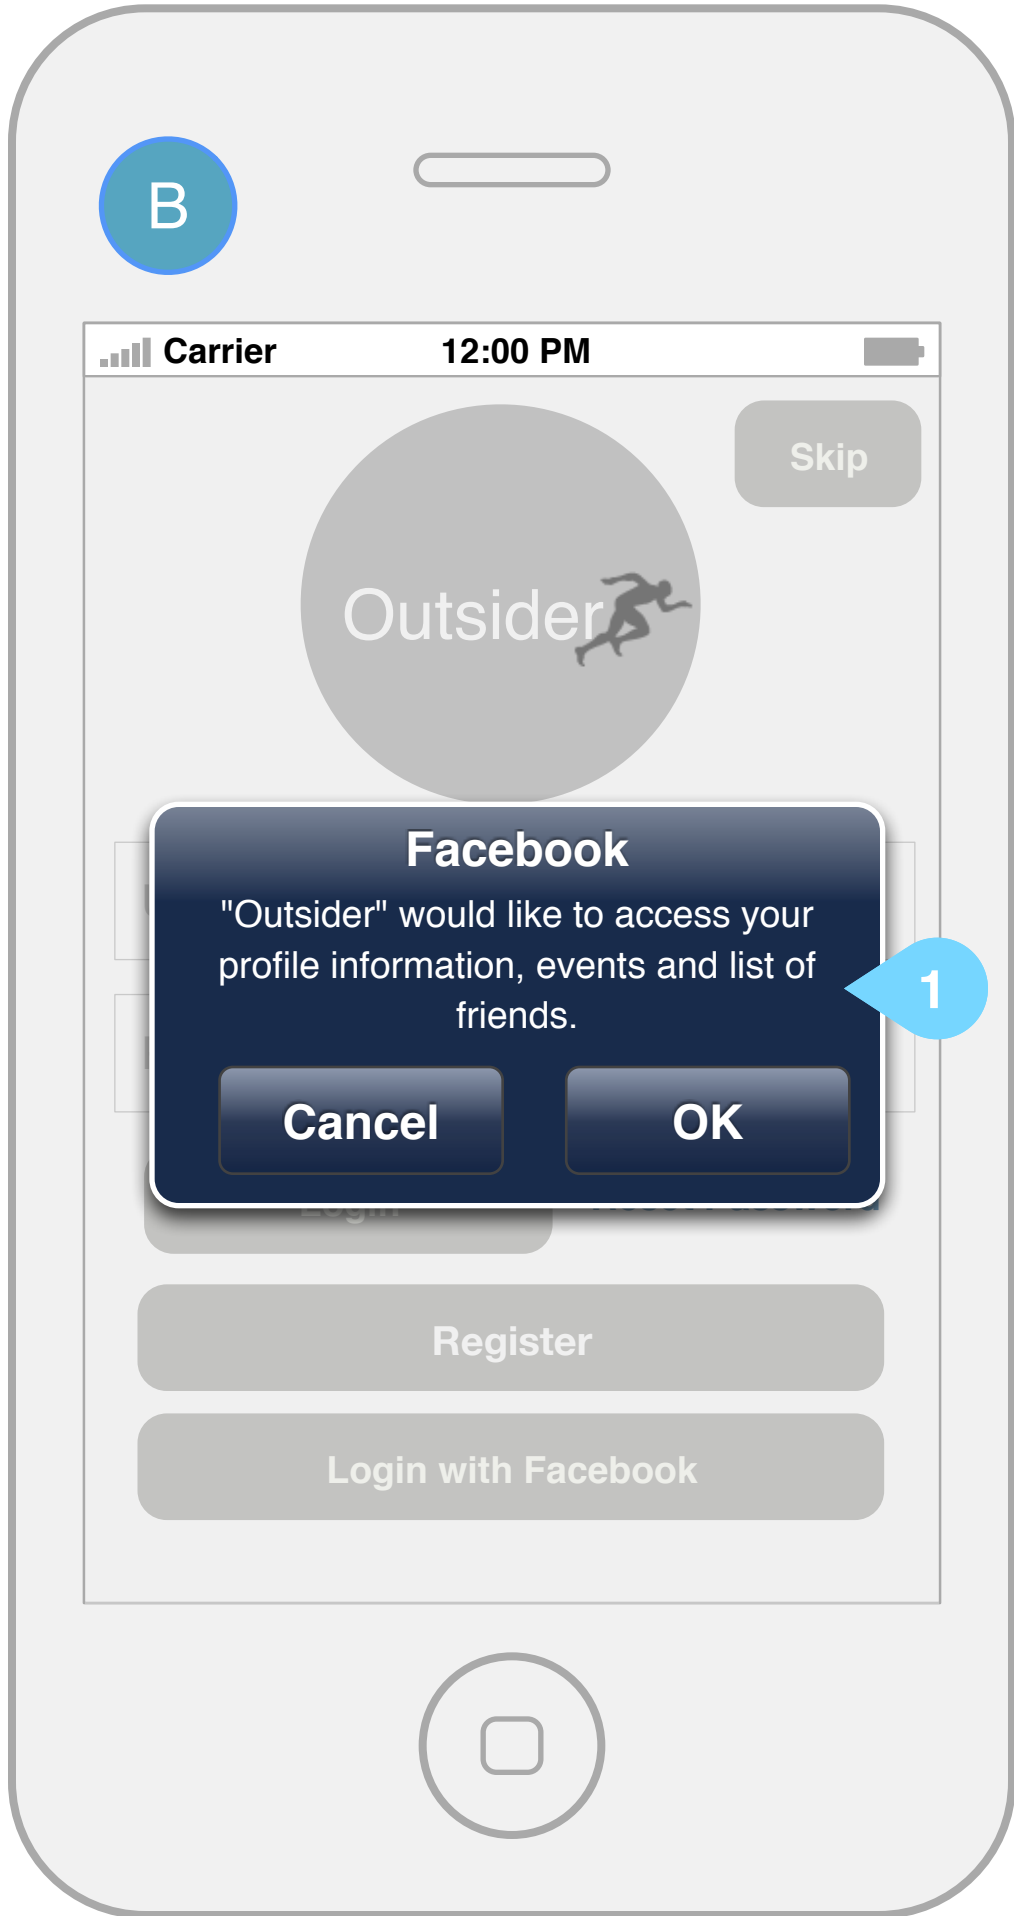 B
Carrier 12:00 PM
Skip
Outsider
Facebook
"Outsider" would like to access your
profile information, events and list of
friends.
1
Cancel OK
Login
Register
Login with Facebook